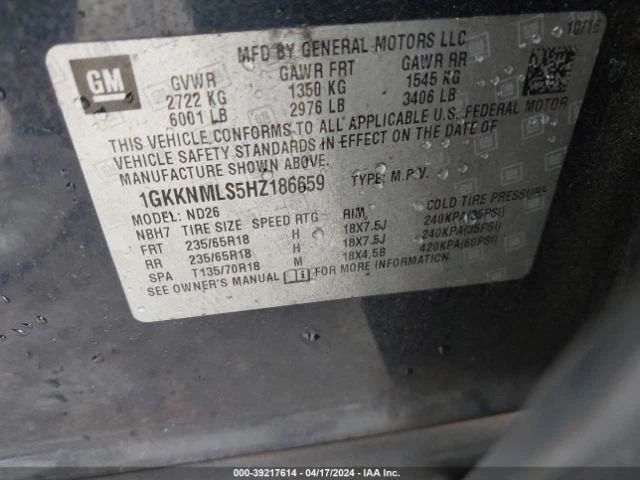 GM
MFD BY GENERAL MOTORS LLC
10/16
GVWR GAWR FRT GAWR RR
2722 KG 1350 KG 1545 KG
6001 LB 2976 LB 3406 LB
THIS VEHICLE CONFORMS TO ALL APPLICABLE U.S. FEDERAL MOTOR
VEHICLE SAFETY STANDARDS IN EFFECT ON THE DATE OF
MANUFACTURE SHOWN ABOVE.
1GKKNMLS5HZ186659 TYPE: M.P.V.
MODEL: ND26
NBH7 TIRE SIZE SPEED RTG RIM COLD TIRE PRESSURE
FRT 235/65R18 H 18X7.5J 240KPA(35PSI)
RR 235/65R18 H 18X7.5J 240KPA(35PSI)
SPA T135/70R18 M 18X4.5B 420KPA(60PSI)
SEE OWNER'S MANUAL FOR MORE INFORMATION.
000-39217614 - 04/17/2024 - IAA Inc.